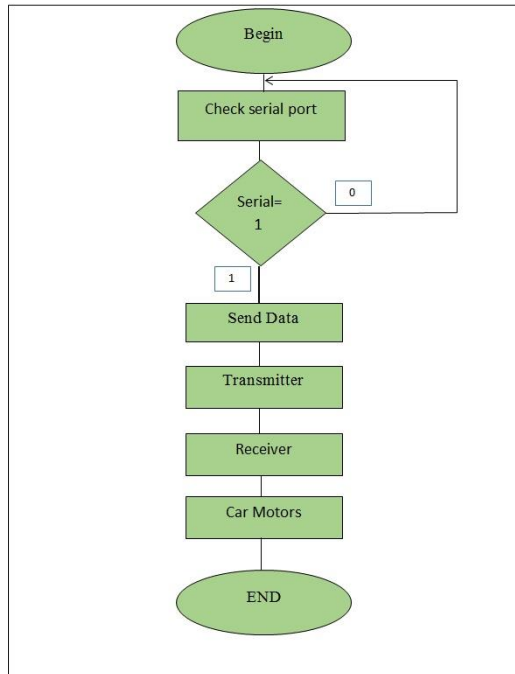 Begin
Check serial port
Serial=
1
0
1
Send Data
Transmitter
Receiver
Car Motors
END